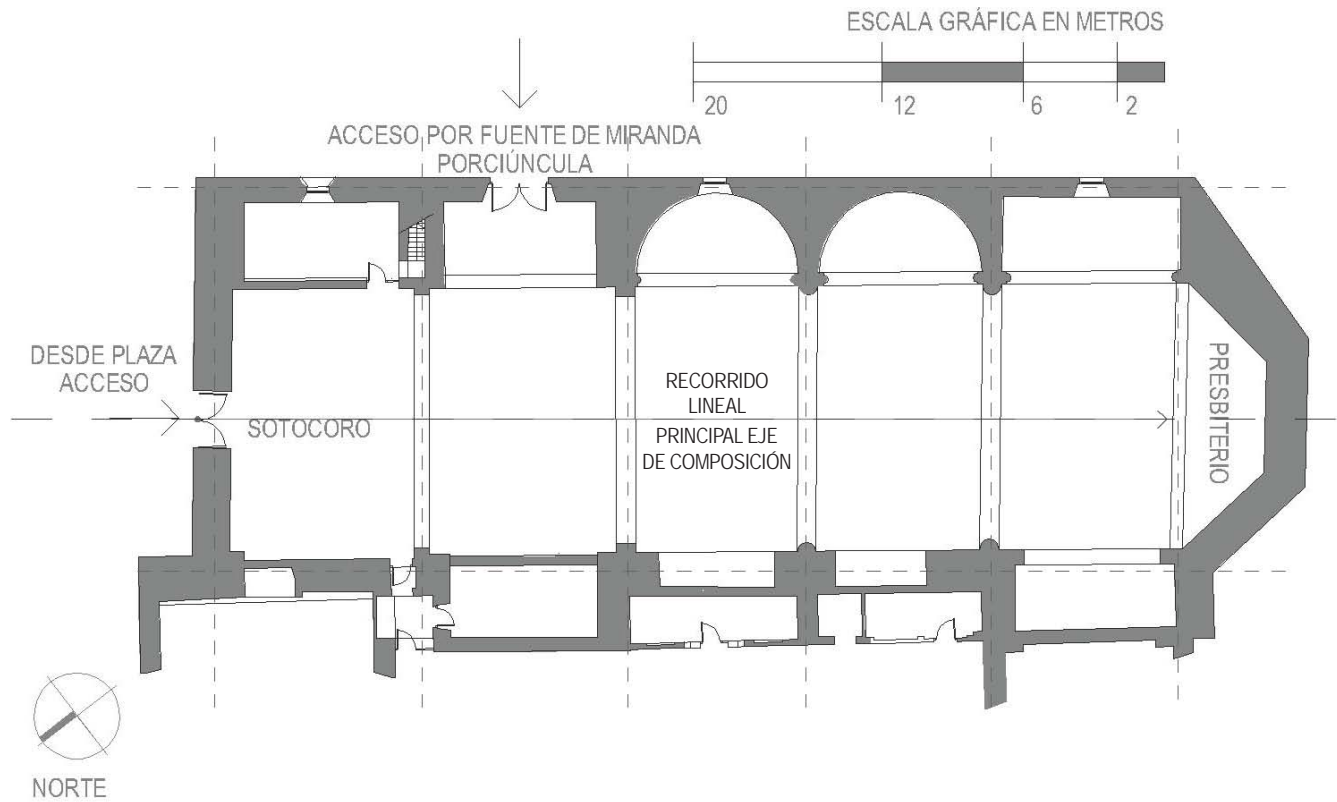 ESCALA GRÁFICA EN METROS
20 12 6 2
ACCESO POR FUENTE DE MIRANDA
PORCIÚNCULA
DESDE PLAZA
ACCESO
SOTOCORO
RECORRIDO
LINEAL
PRINCIPAL EJE
DE COMPOSICIÓN
PRESBITERIO
NORTE